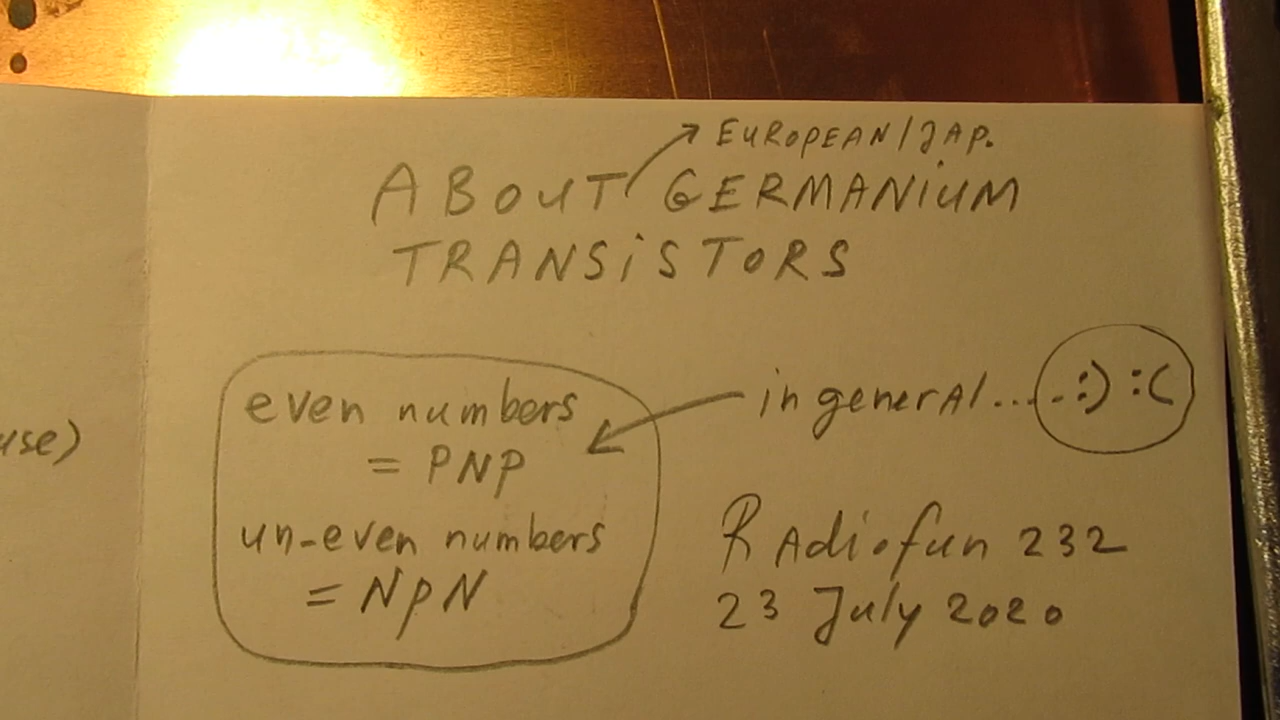 EUROPEAN/JAP.
ABOUT GERMANiUM
TRANSiSTORS
even numbers
= PNP
un-even numbers
= NPN
in general..... :) :(
RAdiofun 232
23 July 2020
use)